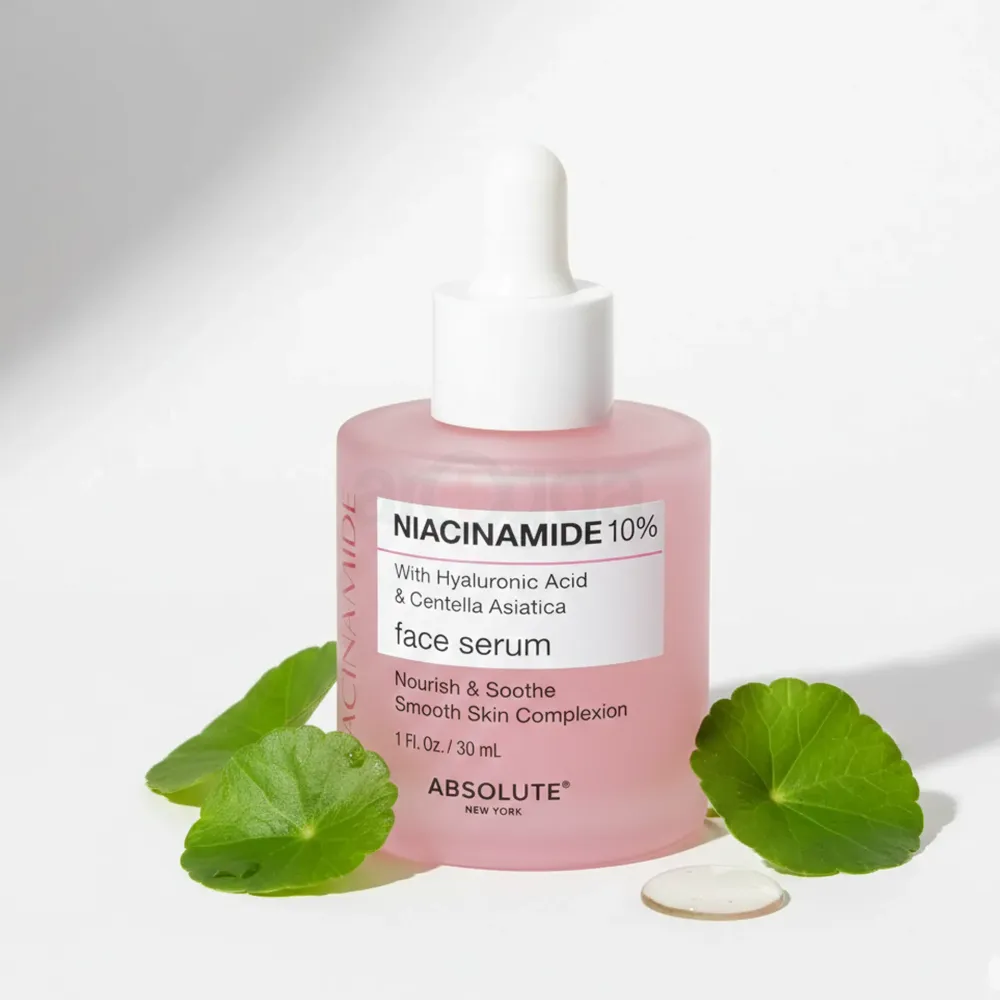 NIACINAMIDE 10%
With Hyaluronic Acid
& Centella Asiatica
face serum
Nourish & Soothe
Smooth Skin Complexion
1 Fl. Oz. / 30 mL
ABSOLUTE®
NEW YORK
ACINAMIDE